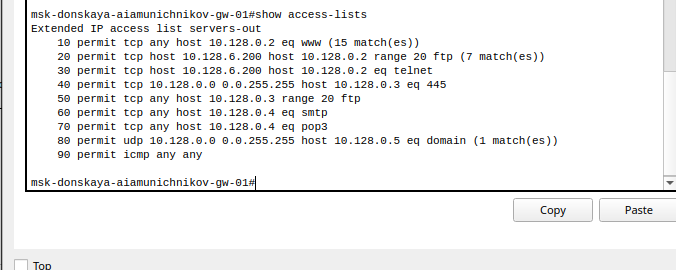 msk-donskaya-aiamunichnikov-gw-01#show access-lists
Extended IP access list servers-out
10 permit tcp any host 10.128.0.2 eq www (15 match(es))
20 permit tcp host 10.128.6.200 host 10.128.0.2 range 20 ftp (7 match(es))
30 permit tcp host 10.128.6.200 host 10.128.0.2 eq telnet
40 permit tcp 10.128.0.0 0.0.255.255 host 10.128.0.3 eq 445
50 permit tcp any host 10.128.0.3 range 20 ftp
60 permit tcp any host 10.128.0.4 eq smtp
70 permit tcp any host 10.128.0.4 eq pop3
80 permit udp 10.128.0.0 0.0.255.255 host 10.128.0.5 eq domain (1 match(es))
90 permit icmp any any
msk-donskaya-aiamunichnikov-gw-01#
Copy Paste
Top